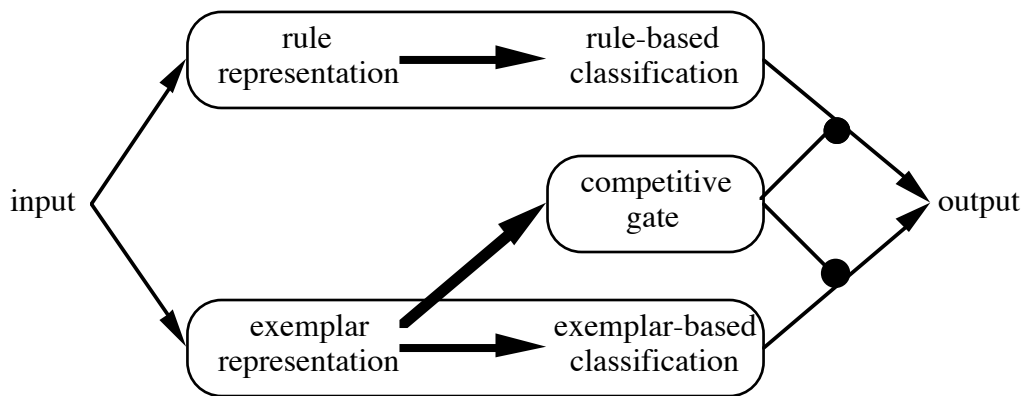 rule
representation
rule-based
classification
input
competitive
gate
output
exemplar
representation
exemplar-based
classification